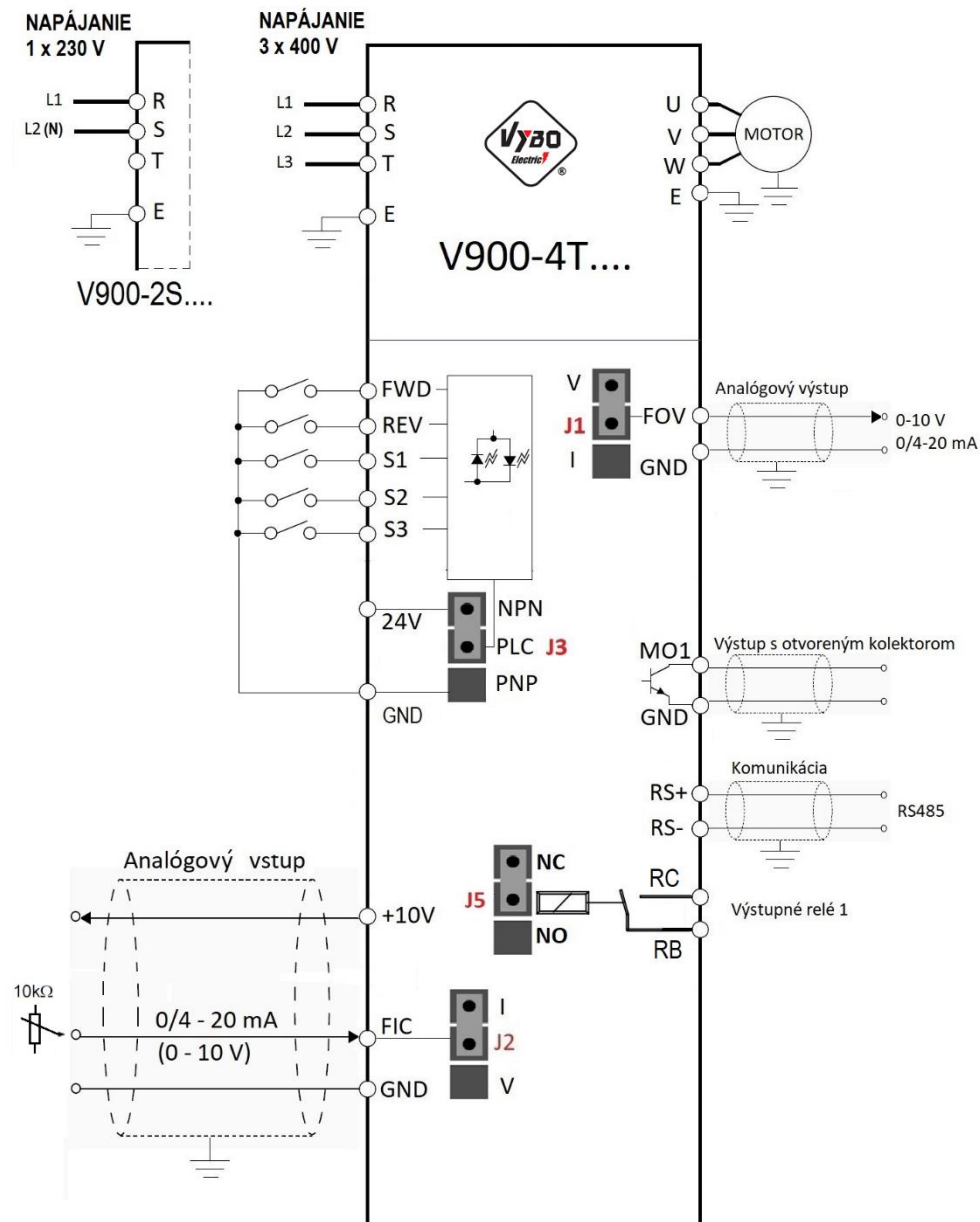 NAPÁJANIE
1 x 230 V
L1
R
L2 (N)
S
T
E
V900-2S....
NAPÁJANIE
3 x 400 V
L1
R
L2
S
L3
T
E
VYBO
Electric
®
V900-4T....
U
V
W
E
MOTOR
FWD
REV
S1
S2
S3
24V
NPN
PLC J3
PNP
GND
V
J1
I
FOV
GND
Analógový výstup
0-10 V
0/4-20 mA
MO1
GND
Výstup s otvoreným kolektorom
Komunikácia
RS+
RS-
RS485
NC
J5
NO
RC
RB
Výstupné relé 1
Analógový vstup
+10V
10kΩ
0/4 - 20 mA
(0 - 10 V)
FIC
GND
I
J2
V